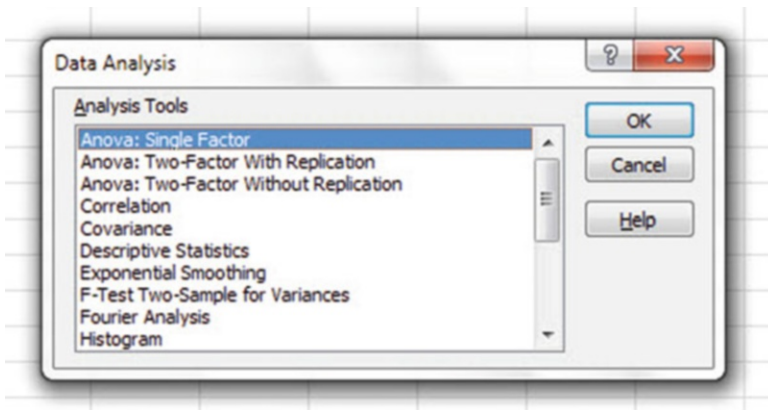 Data Analysis
?
Analysis Tools
Anova: Single Factor
Anova: Two-Factor With Replication
Anova: Two-Factor Without Replication
Correlation
Covariance
Descriptive Statistics
Exponential Smoothing
F-Test Two-Sample for Variances
Fourier Analysis
Histogram
OK
Cancel
Help